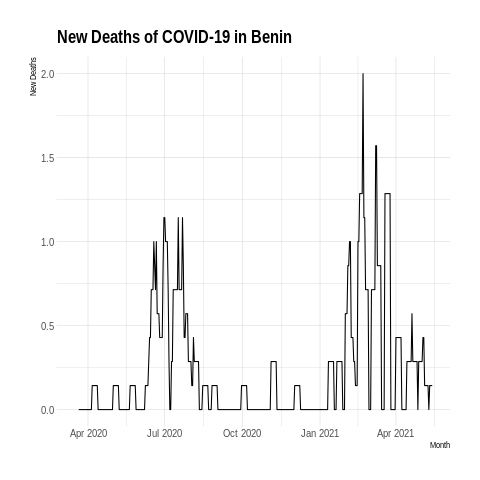 New Deaths of COVID-19 in Benin
New Deaths
2.0
1.5
1.0
0.5
0.0
Apr 2020 Jul 2020 Oct 2020 Jan 2021 Apr 2021
Month